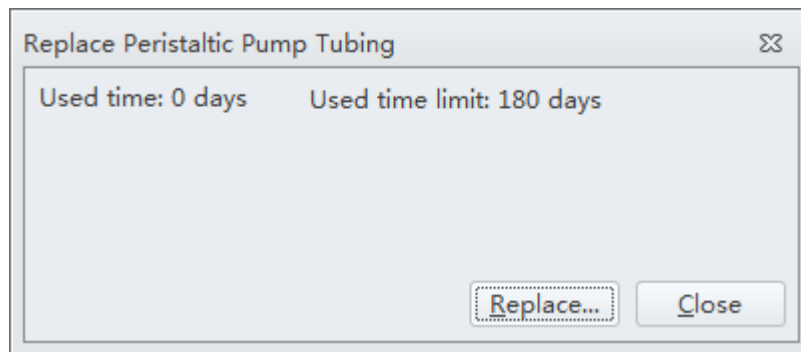 Replace Peristaltic Pump Tubing
Used time: 0 days Used time limit: 180 days
Replace... Close